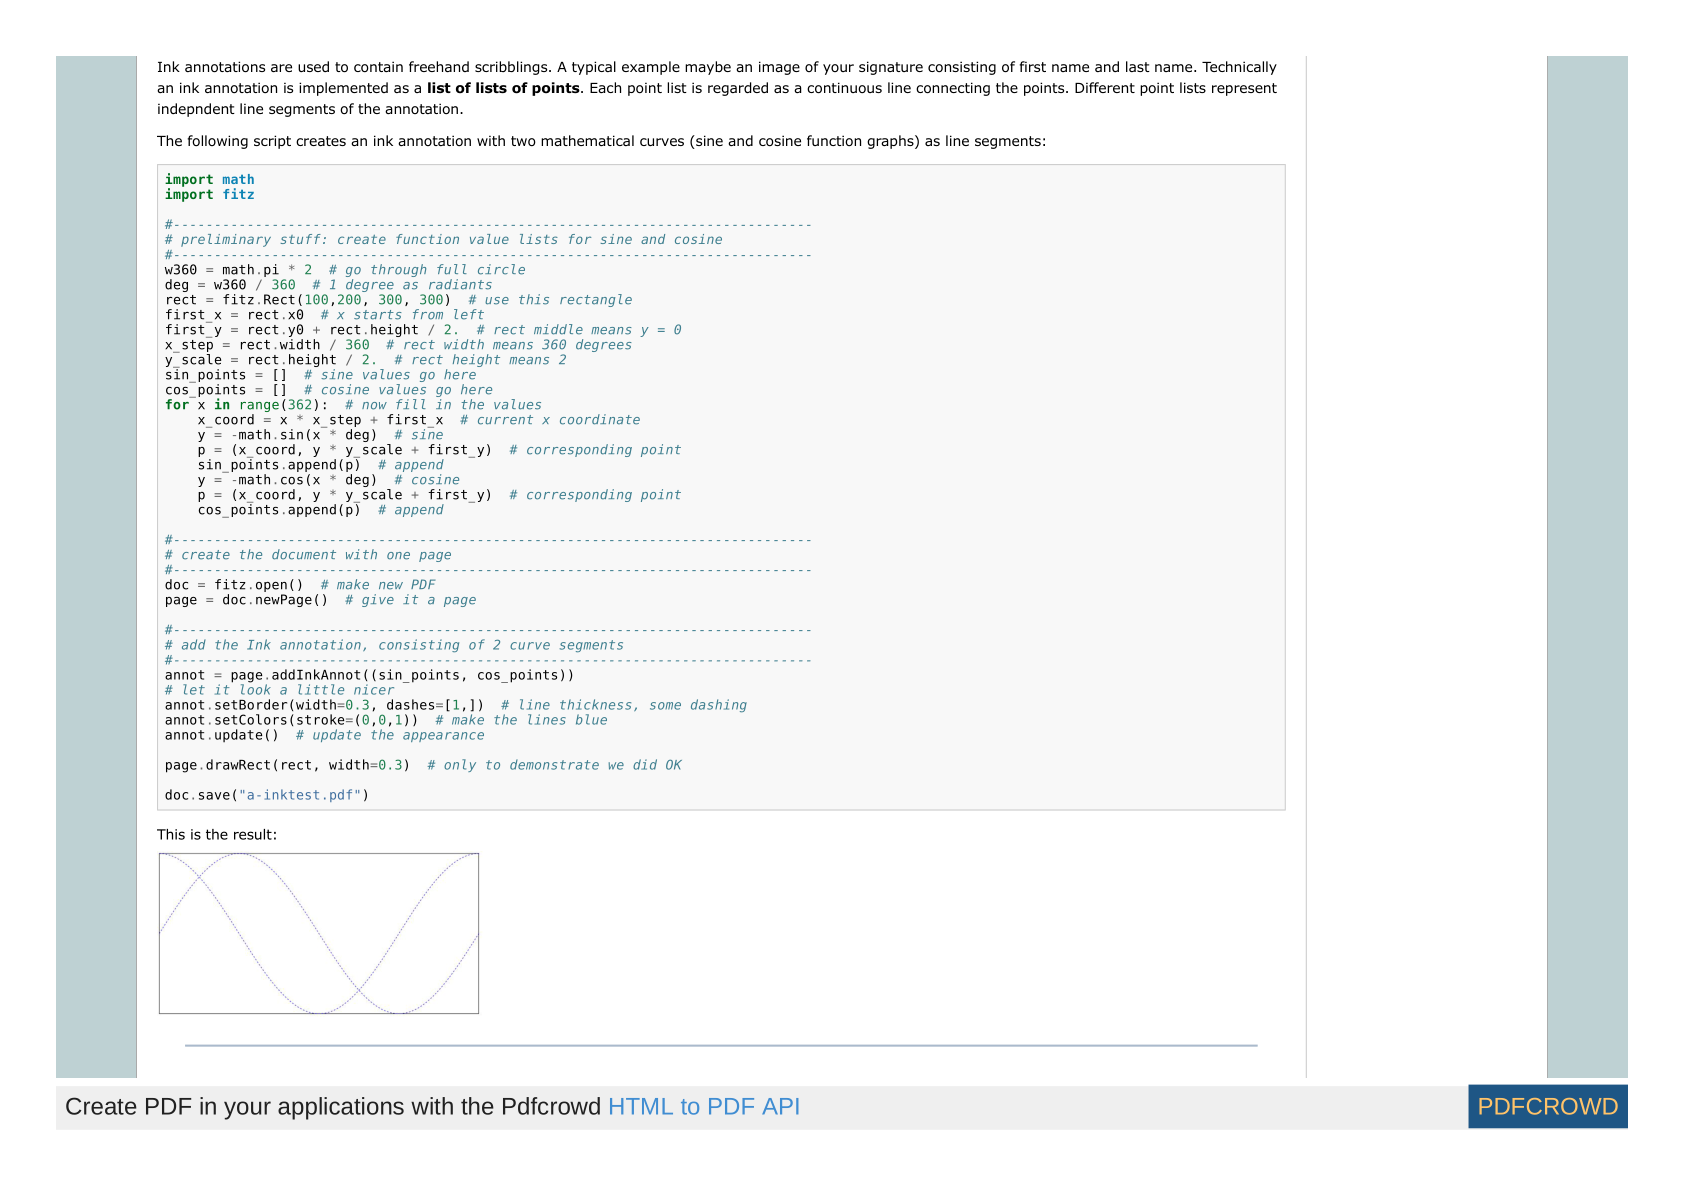 Ink annotations are used to contain freehand scribblings. A typical example maybe an image of your signature consisting of first name and last name. Technically
an ink annotation is implemented as a list of lists of points. Each point list is regarded as a continuous line connecting the points. Different point lists represent
indepndent line segments of the annotation.
The following script creates an ink annotation with two mathematical curves (sine and cosine function graphs) as line segments:
import math
import fitz
#------------------------------------------------------------------------------
# preliminary stuff: create function value lists for sine and cosine
#------------------------------------------------------------------------------
w360 = math.pi * 2  # go through full circle
deg = w360 / 360  # 1 degree as radiants
rect = fitz.Rect(100,200, 300, 300)  # use this rectangle
first_x = rect.x0  # x starts from left
first_y = rect.y0 + rect.height / 2.  # rect middle means y = 0
x_step = rect.width / 360  # rect width means 360 degrees
y_scale = rect.height / 2.  # rect height means 2
sin_points = []  # sine values go here
cos_points = []  # cosine values go here
for x in range(362):  # now fill in the values
    x_coord = x * x_step + first_x  # current x coordinate
    y = -math.sin(x * deg)  # sine
    p = (x_coord, y * y_scale + first_y)  # corresponding point
    sin_points.append(p)  # append
    y = -math.cos(x * deg)  # cosine
    p = (x_coord, y * y_scale + first_y)  # corresponding point
    cos_points.append(p)  # append
#------------------------------------------------------------------------------
# create the document with one page
#------------------------------------------------------------------------------
doc = fitz.open()  # make new PDF
page = doc.newPage()  # give it a page
#------------------------------------------------------------------------------
# add the Ink annotation, consisting of 2 curve segments
#------------------------------------------------------------------------------
annot = page.addInkAnnot((sin_points, cos_points))
# let it look a little nicer
annot.setBorder(width=0.3, dashes=[1,])  # line thickness, some dashing
annot.setColors(stroke=(0,0,1))  # make the lines blue
annot.update()  # update the appearance
page.drawRect(rect, width=0.3)  # only to demonstrate we did OK
doc.save("a-inktest.pdf")
This is the result:
Create PDF in your applications with the Pdfcrowd HTML to PDF API
PDFCROWD